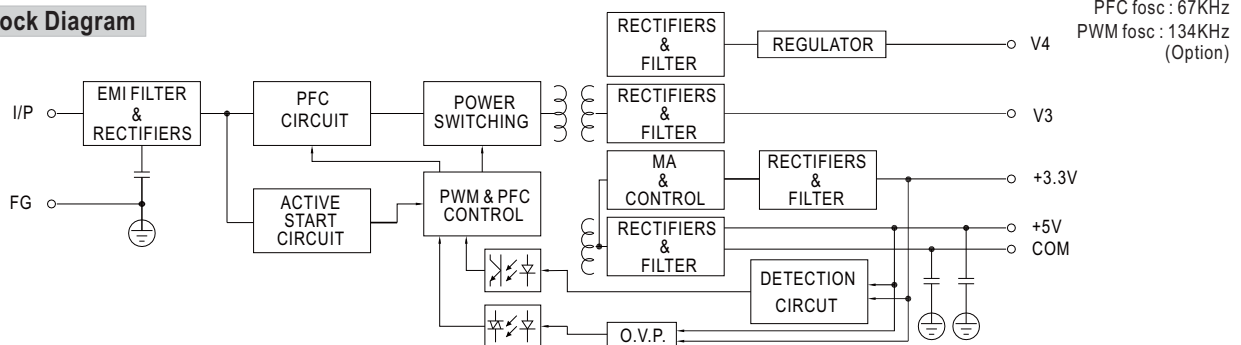 ock Diagram
PFC fosc : 67KHz
PWM fosc : 134KHz
(Option)
RECTIFIERS
&
FILTER
REGULATOR
V4
I/P
EMI FILTER
&
RECTIFIERS
PFC
CIRCUIT
POWER
SWITCHING
RECTIFIERS
&
FILTER
V3
MA
&
CONTROL
RECTIFIERS
&
FILTER
+3.3V
FG
ACTIVE
START
CIRCUIT
PWM & PFC
CONTROL
RECTIFIERS
&
FILTER
+5V
COM
DETECTION
CIRCUT
O.V.P.